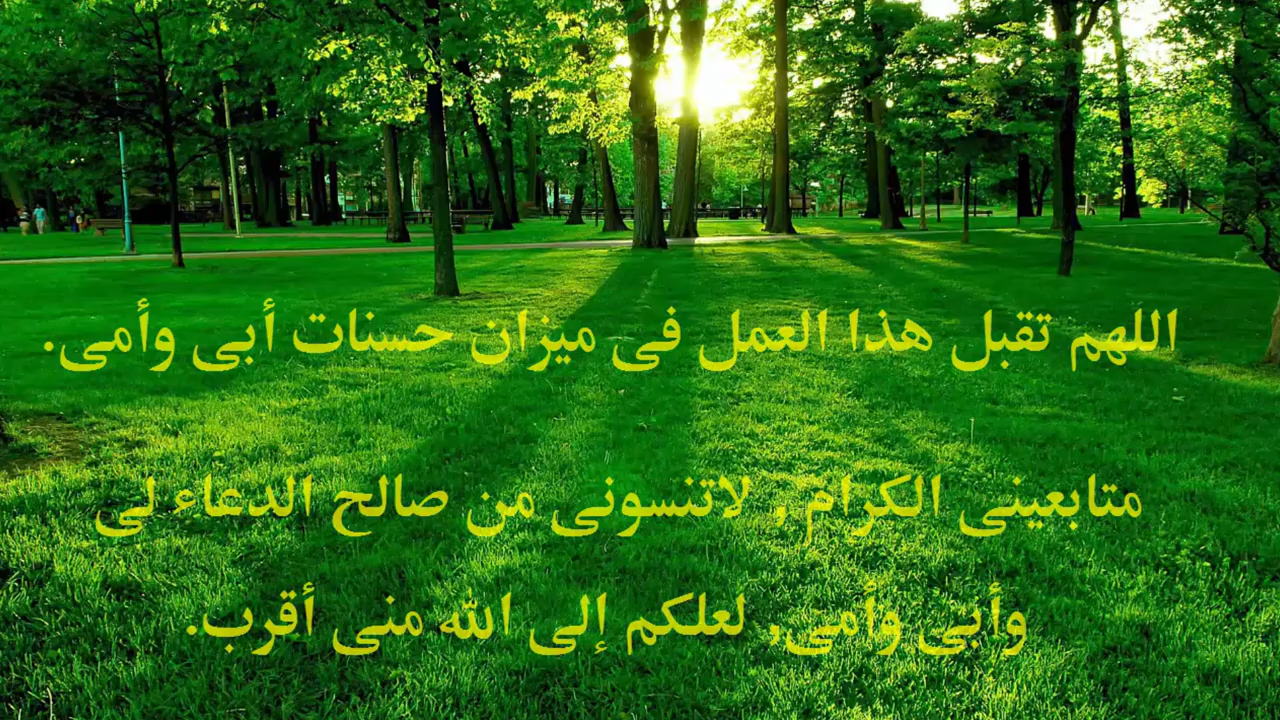 اللهم تقبل هذا العمل فى ميزان حسنات أبى وأمى.
متابعينى الكرام, لاتنسونى من صالح الدعاء لى
وأبى وأمى, لعلكم إلى الله منى أقرب.